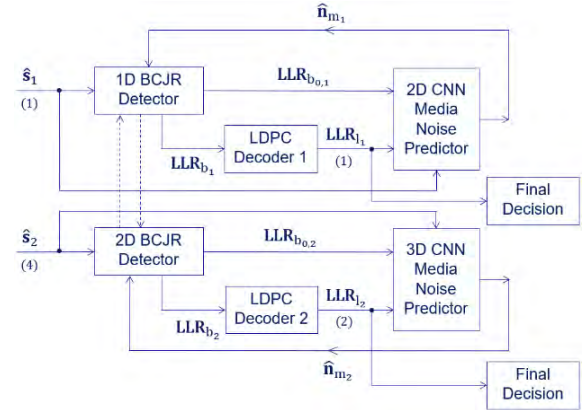 n̂m₁
ŝ₁
(1)
1D BCJR
Detector
LLRb₀,₁
2D CNN
Media
Noise
Predictor
LLRb₁
LDPC
Decoder 1
LLRl₁
(1)
Final
Decision
ŝ₂
(4)
2D BCJR
Detector
LLRb₀,₂
3D CNN
Media
Noise
Predictor
LLRb₂
LDPC
Decoder 2
LLRl₂
(2)
n̂m₂
Final
Decision